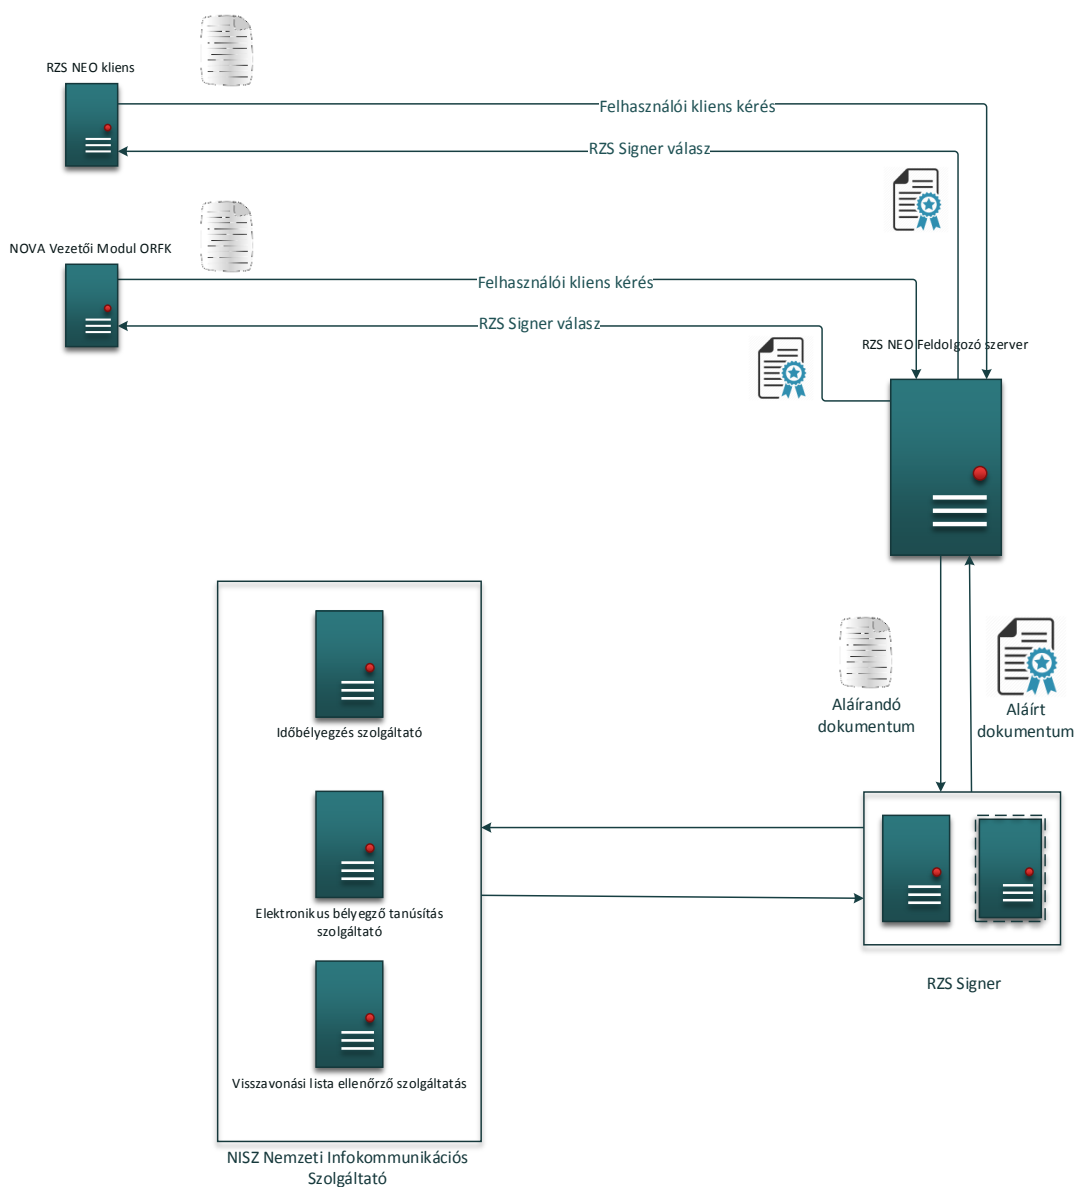 RZS NEO kliens
Felhasználói kliens kérés
RZS Signer válasz
NOVA Vezetői Modul ORFK
Felhasználói kliens kérés
RZS Signer válasz
RZS NEO Feldolgozó szerver
Aláírandó
dokumentum
Aláírt
dokumentum
Időbélyegzés szolgáltató
Elektronikus bélyegző tanúsítás
szolgáltató
RZS Signer
Visszavonási lista ellenőrző szolgáltatás
NISZ Nemzeti Infokommunikációs
Szolgáltató